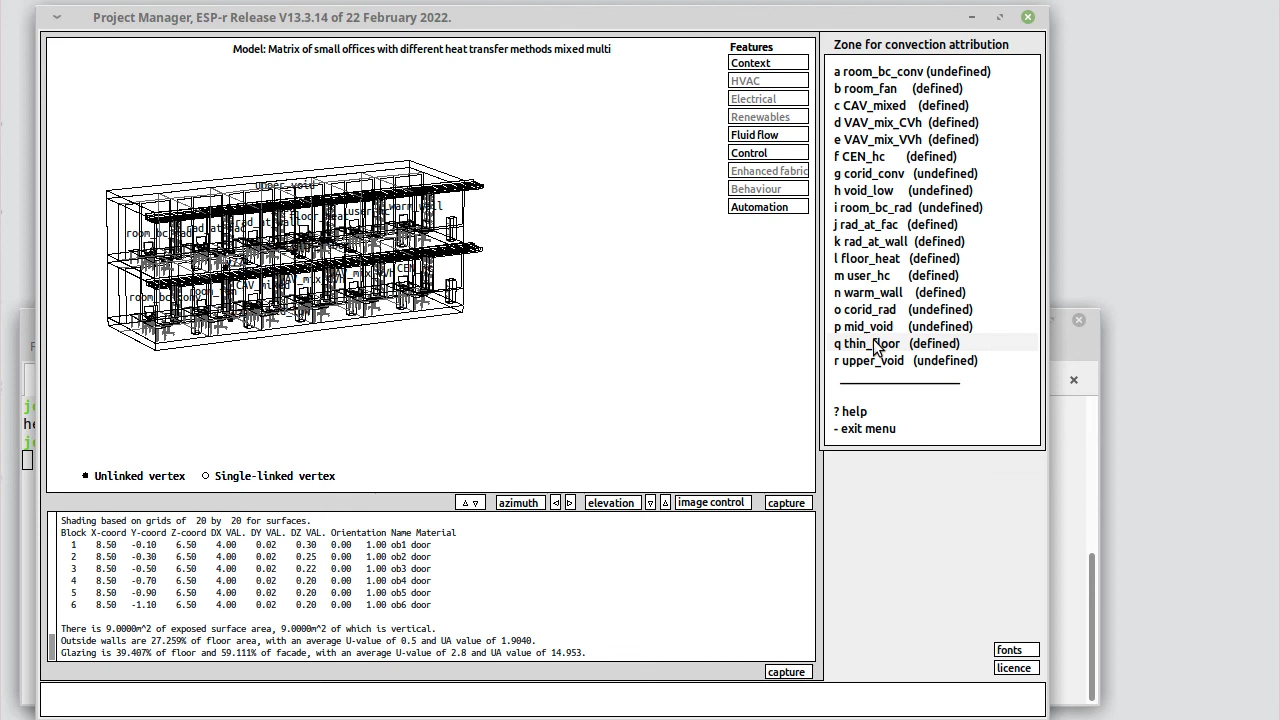 Project Manager, ESP-r Release V13.3.14 of 22 February 2022.
Model: Matrix of small offices with different heat transfer methods mixed multi
Features
Context
HVAC
Electrical
Renewables
Fluid flow
Control
Enhanced fabric
Behaviour
Automation
Zone for convection attribution
a room_bc_conv (undefined)
b room_fan (defined)
c CAV_mixed (defined)
d VAV_mix_CVh (defined)
e VAV_mix_VVh (defined)
f CEN_hc (defined)
g corid_conv (undefined)
h void_low (undefined)
i room_bc_rad (undefined)
j rad_at_fac (defined)
k rad_at_wall (defined)
l floor_heat (defined)
m user_hc (defined)
n warm_wall (defined)
o corid_rad (undefined)
p mid_void (undefined)
q thin_floor (defined)
r upper_void (undefined)
? help
- exit menu
upper_void
Unlinked vertex
Single-linked vertex
azimuth
elevation
image control
capture
Shading based on grids of 20 by 20 for surfaces.
Block X-coord Y-coord Z-coord DX VAL. DY VAL. DZ VAL. Orientation Name Material
1 8.50 -0.10 6.50 4.00 0.02 0.30 0.00 1.00 ob1 door
2 8.50 -0.30 6.50 4.00 0.02 0.25 0.00 1.00 ob2 door
3 8.50 -0.50 6.50 4.00 0.02 0.22 0.00 1.00 ob3 door
4 8.50 -0.70 6.50 4.00 0.02 0.20 0.00 1.00 ob4 door
5 8.50 -0.90 6.50 4.00 0.02 0.20 0.00 1.00 ob5 door
6 8.50 -1.10 6.50 4.00 0.02 0.20 0.00 1.00 ob6 door
There is 9.0000m^2 of exposed surface area, 9.0000m^2 of which is vertical.
Outside walls are 27.259% of floor area, with an average U-value of 0.5 and UA value of 1.9040.
Glazing is 39.407% of floor and 59.111% of facade, with an average U-value of 2.8 and UA value of 14.953.
capture
fonts
licence